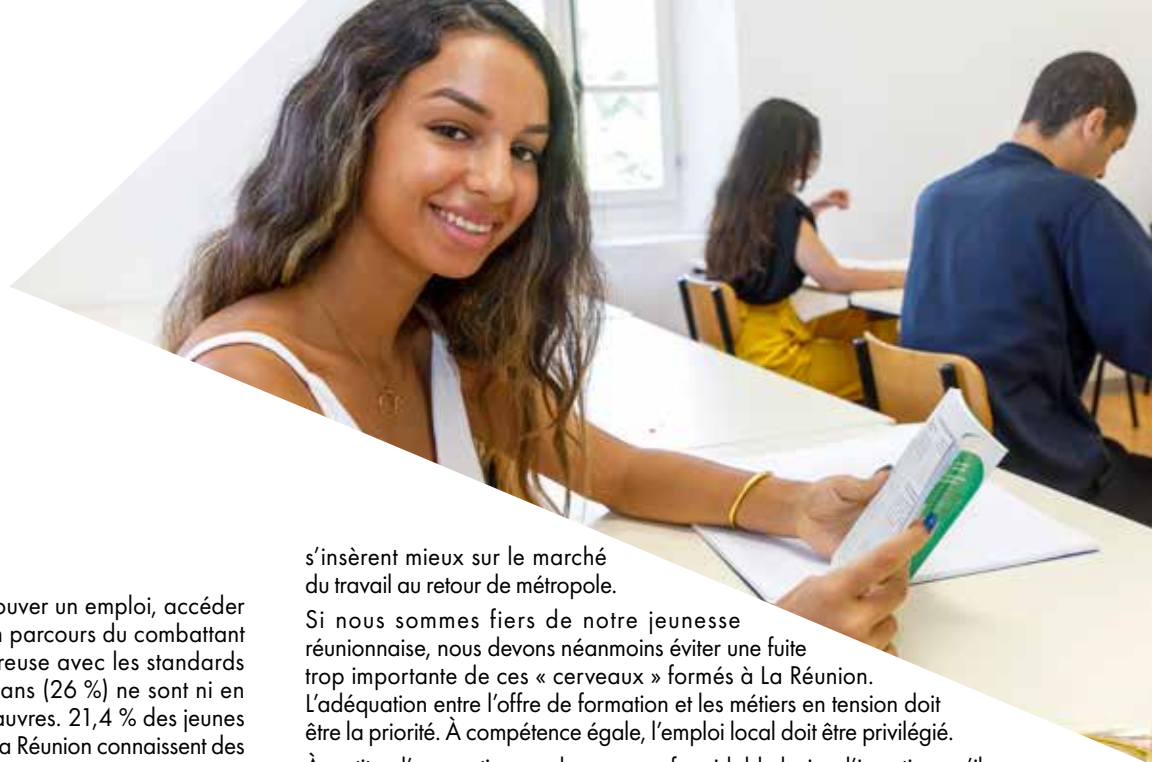 ouver un emploi, accéder
parcours du combattant
reuse avec les standards
ans (26 %) ne sont ni en
auvres. 21,4 % des jeunes
a Réunion connaissent des
s’insèrent mieux sur le marché
du travail au retour de métropole.
Si nous sommes fiers de notre jeunesse
réunionnaise, nous devons néanmoins éviter une fuite
trop importante de ces « cerveaux » formés à La Réunion.
L’adéquation entre l’offre de formation et les métiers en tension doit
être la priorité. À compétence égale, l’emploi local doit être privilégié.